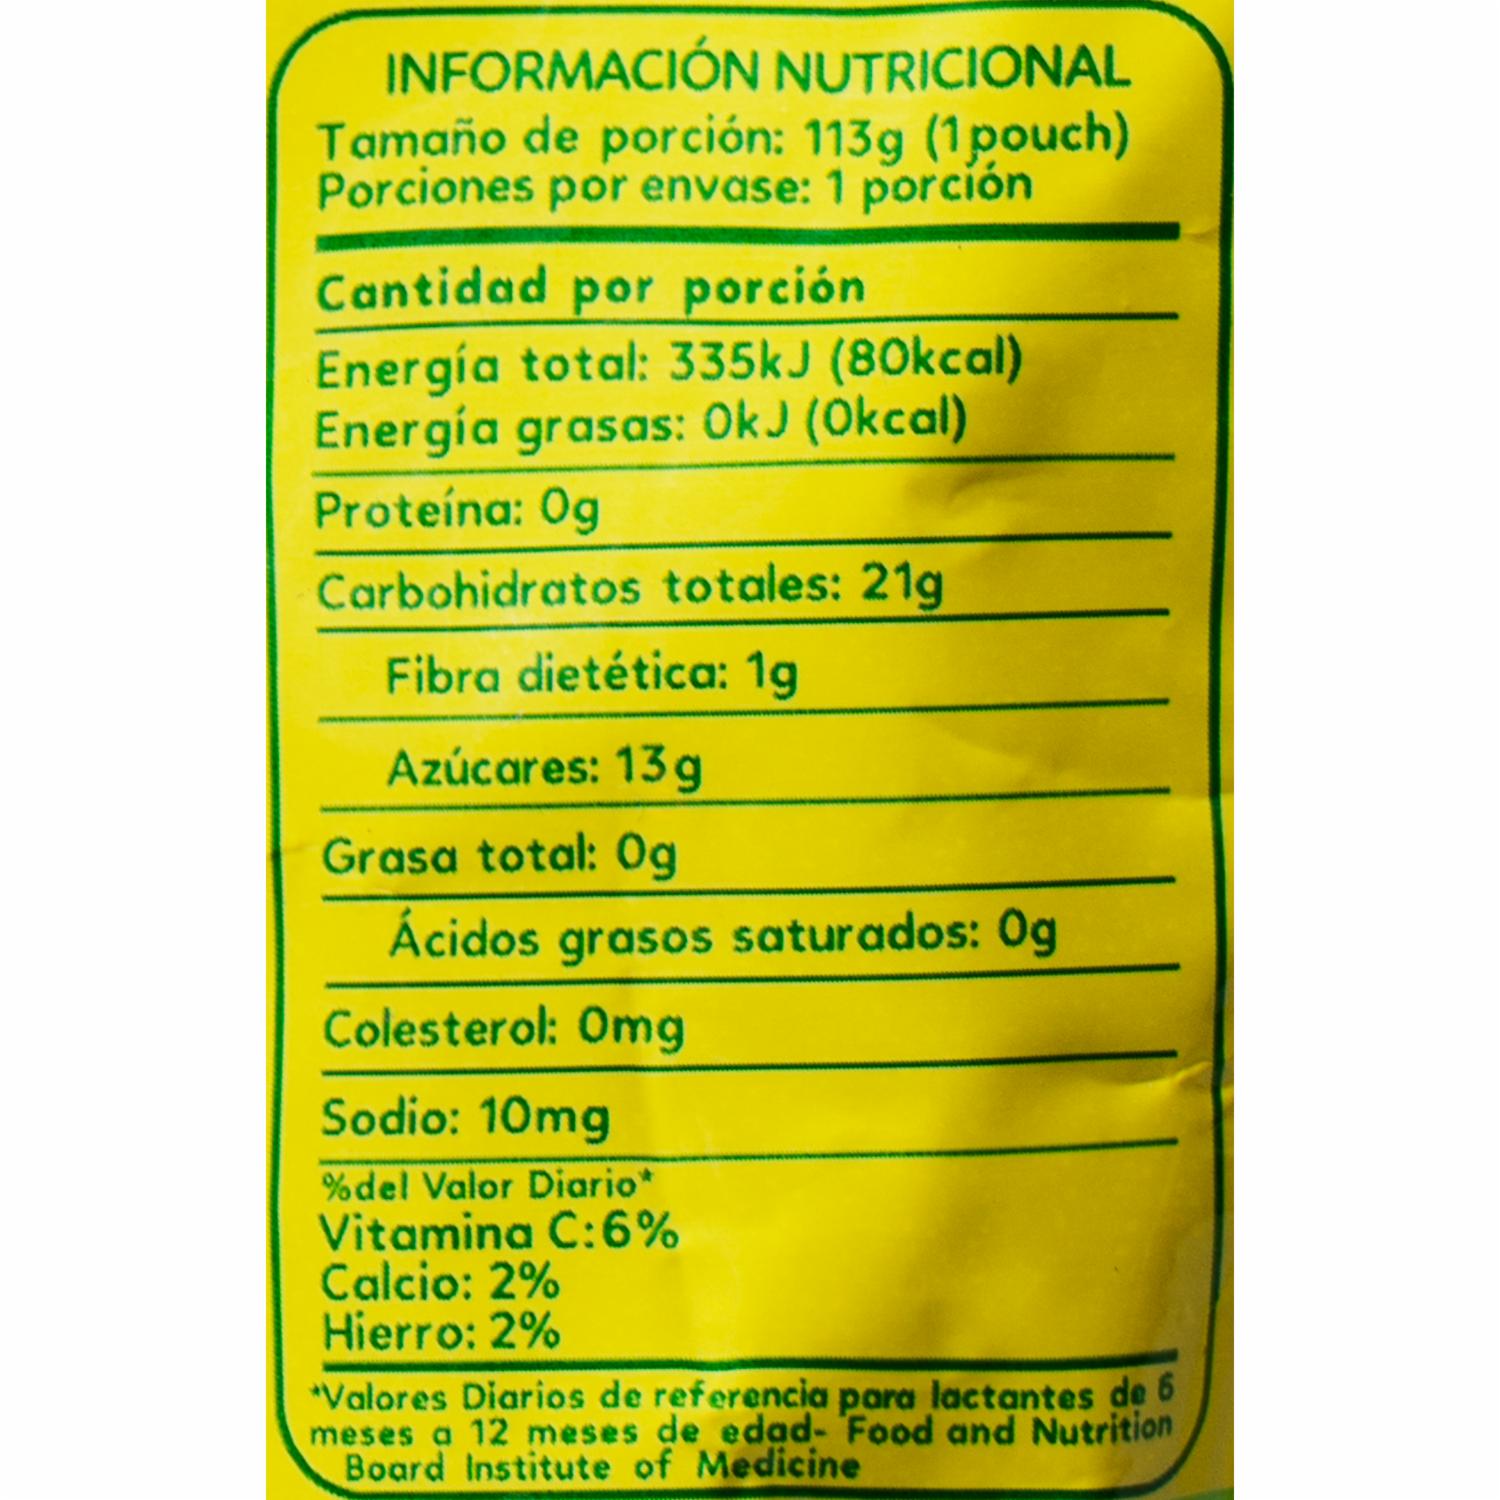 INFORMACIÓN NUTRICIONAL
Tamaño de porción: 113g (1pouch)
Porciones por envase: 1 porción
Cantidad por porción
Energía total: 335kJ (80kcal)
Energía grasas: 0kJ (0kcal)
Proteína: 0g
Carbohidratos totales: 21g
Fibra dietética: 1g
Azúcares: 13g
Grasa total: 0g
Ácidos grasos saturados: 0g
Colesterol: 0mg
Sodio: 10mg
%del Valor Diario*
Vitamina C:6%
Calcio: 2%
Hierro: 2%
*Valores Diarios de referencia para lactantes de 6
meses a 12 meses de edad- Food and Nutrition
Board Institute of Medicine